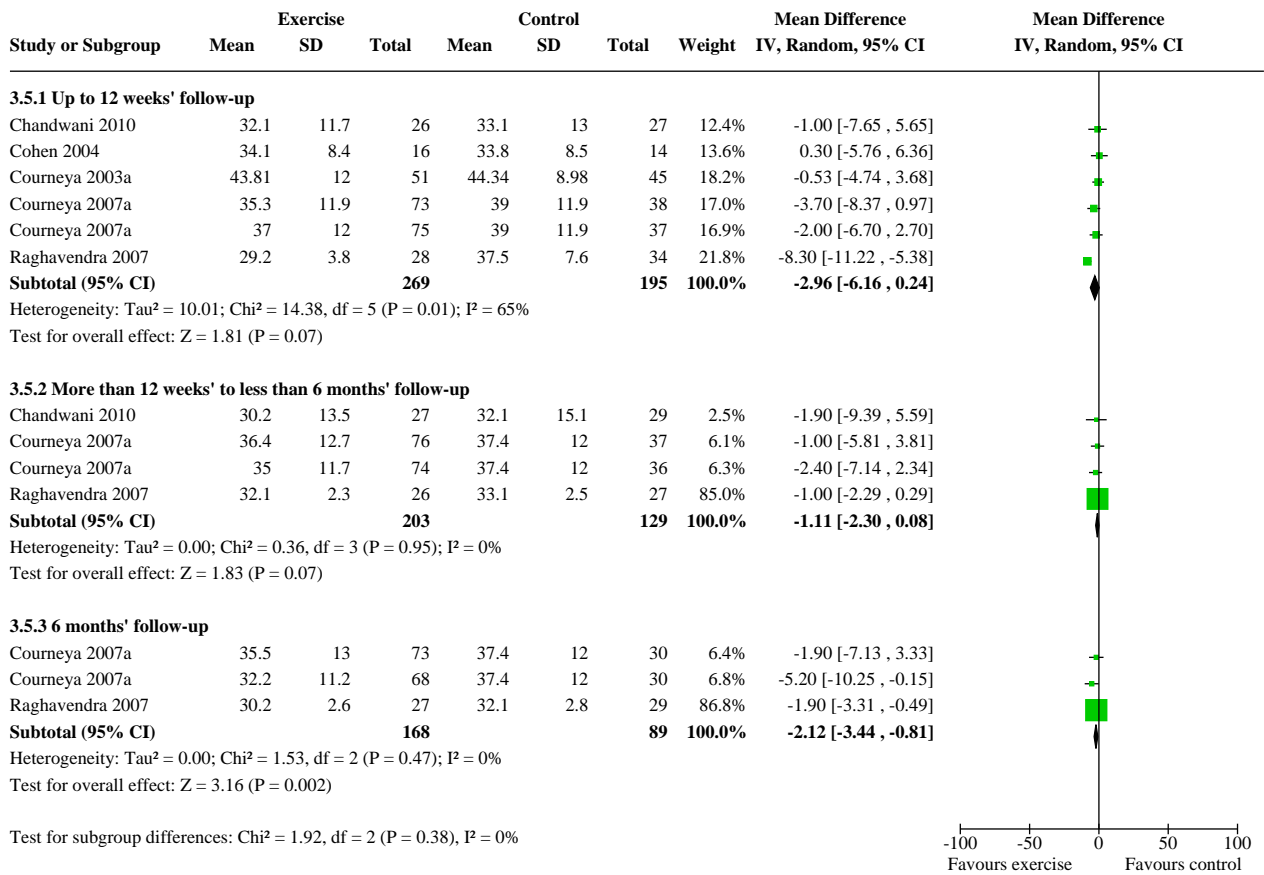 Exercise Control Mean Difference Mean Difference
Study or Subgroup Mean SD Total Mean SD Total Weight IV, Random, 95% CI IV, Random, 95% CI
3.5.1 Up to 12 weeks' follow-up
Chandwani 2010 32.1 11.7 26 33.1 13 27 12.4% -1.00 [-7.65 , 5.65]
Cohen 2004 34.1 8.4 16 33.8 8.5 14 13.6% 0.30 [-5.76 , 6.36]
Courneya 2003a 43.81 12 51 44.34 8.98 45 18.2% -0.53 [-4.74 , 3.68]
Courneya 2007a 35.3 11.9 73 39 11.9 38 17.0% -3.70 [-8.37 , 0.97]
Courneya 2007a 37 12 75 39 11.9 37 16.9% -2.00 [-6.70 , 2.70]
Raghavendra 2007 29.2 3.8 28 37.5 7.6 34 21.8% -8.30 [-11.22 , -5.38]
Subtotal (95% CI) 269 195 100.0% -2.96 [-6.16 , 0.24]
Heterogeneity: Tau² = 10.01; Chi² = 14.38, df = 5 (P = 0.01); I² = 65%
Test for overall effect: Z = 1.81 (P = 0.07)
3.5.2 More than 12 weeks' to less than 6 months' follow-up
Chandwani 2010 30.2 13.5 27 32.1 15.1 29 2.5% -1.90 [-9.39 , 5.59]
Courneya 2007a 36.4 12.7 76 37.4 12 37 6.1% -1.00 [-5.81 , 3.81]
Courneya 2007a 35 11.7 74 37.4 12 36 6.3% -2.40 [-7.14 , 2.34]
Raghavendra 2007 32.1 2.3 26 33.1 2.5 27 85.0% -1.00 [-2.29 , 0.29]
Subtotal (95% CI) 203 129 100.0% -1.11 [-2.30 , 0.08]
Heterogeneity: Tau² = 0.00; Chi² = 0.36, df = 3 (P = 0.95); I² = 0%
Test for overall effect: Z = 1.83 (P = 0.07)
3.5.3 6 months' follow-up
Courneya 2007a 35.5 13 73 37.4 12 30 6.4% -1.90 [-7.13 , 3.33]
Courneya 2007a 32.2 11.2 68 37.4 12 30 6.8% -5.20 [-10.25 , -0.15]
Raghavendra 2007 30.2 2.6 27 32.1 2.8 29 86.8% -1.90 [-3.31 , -0.49]
Subtotal (95% CI) 168 89 100.0% -2.12 [-3.44 , -0.81]
Heterogeneity: Tau² = 0.00; Chi² = 1.53, df = 2 (P = 0.47); I² = 0%
Test for overall effect: Z = 3.16 (P = 0.002)
Test for subgroup differences: Chi² = 1.92, df = 2 (P = 0.38), I² = 0%
-100 -50 0 50 100
Favours exercise Favours control